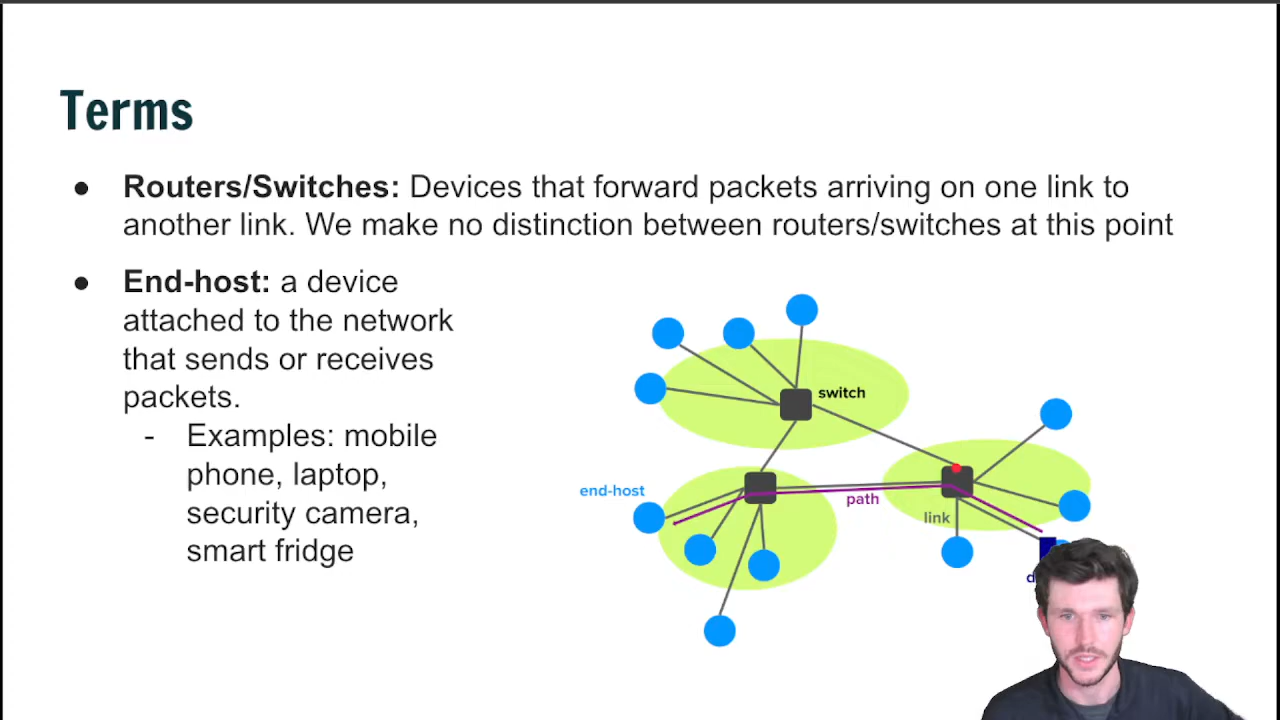 Terms
● Routers/Switches: Devices that forward packets arriving on one link to
another link. We make no distinction between routers/switches at this point
● End-host: a device
attached to the network
that sends or receives
packets.
- Examples: mobile
phone, laptop,
security camera,
smart fridge
switch
end-host
path
link